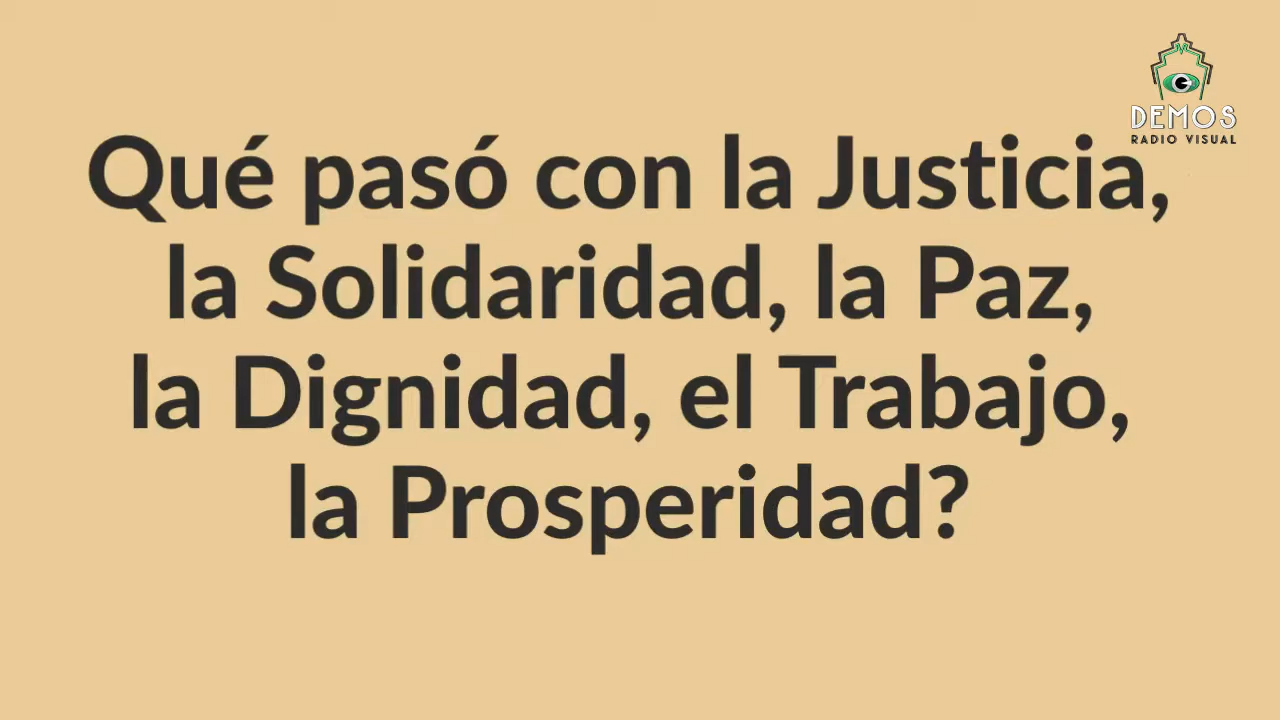 DEMOS
RADIO VISUAL
Qué pasó con la Justicia,
la Solidaridad, la Paz,
la Dignidad, el Trabajo,
la Prosperidad?